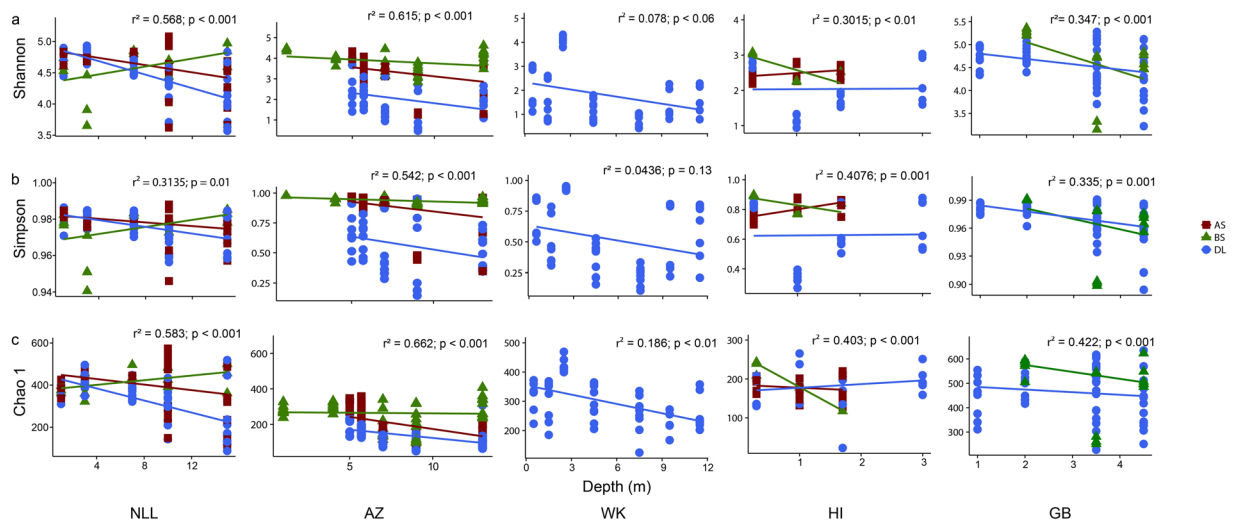 a
r² = 0.568; p < 0.001
r² = 0.615; p < 0.001
r² = 0.078; p < 0.06
r² = 0.3015; p < 0.01
r² = 0.347; p < 0.001
Shannon
5.0
4.5
4.0
3.5
5
4
3
2
1
4
3
2
1
4
3
2
1
5.5
5.0
4.5
4.0
3.5
b
r² = 0.3135; p = 0.01
r² = 0.542; p < 0.001
r² = 0.0436; p = 0.13
r² = 0.4076; p = 0.001
r² = 0.335; p = 0.001
Simpson
1.00
0.98
0.96
0.94
1.00
0.75
0.50
0.25
1.00
0.75
0.50
0.25
1.0
0.8
0.6
0.4
0.99
0.96
0.93
0.90
AS
BS
DL
c
r² = 0.583; p < 0.001
r² = 0.662; p < 0.001
r² = 0.186; p < 0.01
r² = 0.403; p = 0.001
r² = 0.422; p < 0.001
Chao 1
600
400
200
600
400
200
500
400
300
200
300
200
100
600
500
400
300
4
8
12
5
10
0
3
6
9
12
1
2
3
1
2
3
4
Depth (m)
NLL
AZ
WK
HI
GB